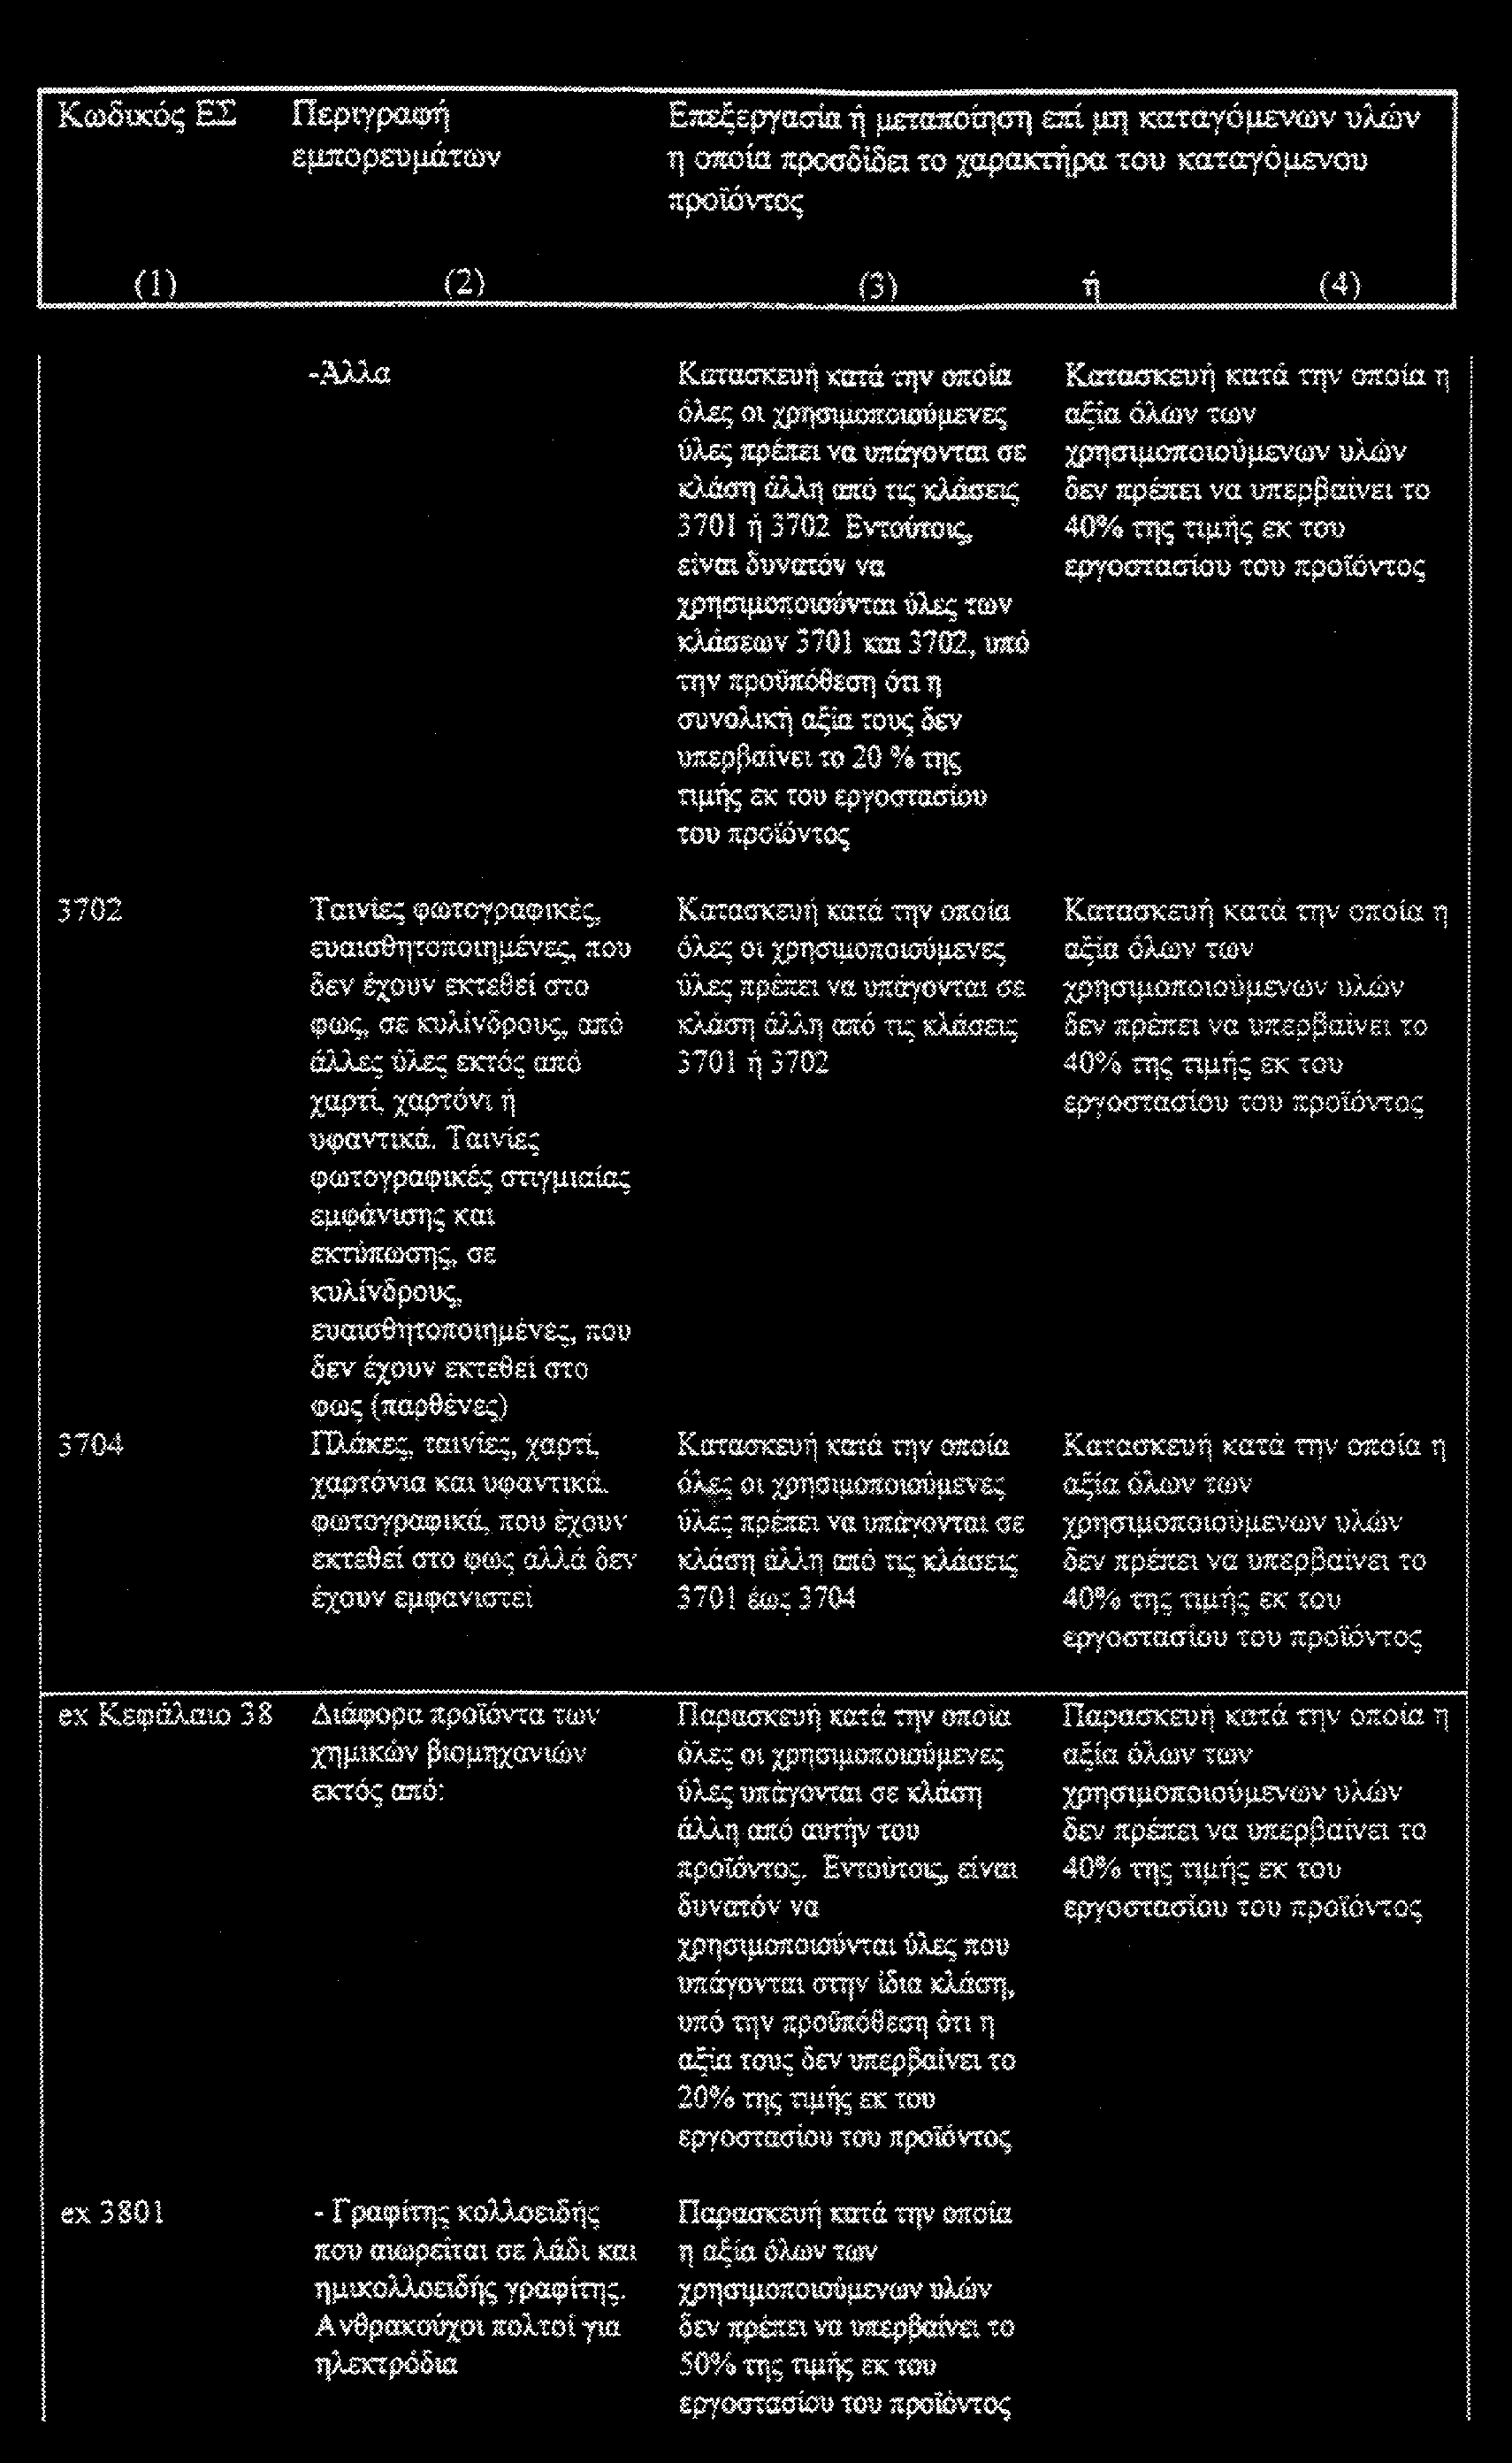 Κωδικός ΕΣ
Περιγραφή
εμπορευμάτων
Επεξεργασία ή μεταποίηση επί μη καταγόμενων υλών
η οποία προσδίδει το χαρακτήρα του καταγόμενου
προϊόντος
(1)
(2)
(3)
ή
(4)
-Άλλα
Κατασκευή κατά την οποία
όλες οι χρησιμοποιούμενες
ύλες πρέπει να υπάγονται σε
κλάση άλλη από τις κλάσεις
3701 ή 3702 Εντούτοις,
είναι δυνατόν να
χρησιμοποιούνται ύλες των
κλάσεων 3701 και 3702, υπό
την προϋπόθεση ότι η
συνολική αξία τους δεν
υπερβαίνει το 20 % της
τιμής εκ του εργοστασίου
του προϊόντος
Κατασκευή κατά την οποία η
αξία όλων των
χρησιμοποιούμενων υλών
δεν πρέπει να υπερβαίνει το
40% της τιμής εκ του
εργοστασίου του προϊόντος
3702
Ταινίες φωτογραφικές,
ευαισθητοποιημένες, που
δεν έχουν εκτεθεί στο
φως, σε κυλίνδρους, από
άλλες ύλες εκτός από
χαρτί, χαρτόνι ή
υφαντικά. Ταινίες
φωτογραφικές στιγμιαίας
εμφάνισης και
εκτύπωσης, σε
κυλίνδρους,
ευαισθητοποιημένες, που
δεν έχουν εκτεθεί στο
φως (παρθένες)
Κατασκευή κατά την οποία
όλες οι χρησιμοποιούμενες
ύλες πρέπει να υπάγονται σε
κλάση άλλη από τις κλάσεις
3701 ή 3702
Κατασκευή κατά την οποία η
αξία όλων των
χρησιμοποιούμενων υλών
δεν πρέπει να υπερβαίνει το
40% της τιμής εκ του
εργοστασίου του προϊόντος
3704
Πλάκες, ταινίες, χαρτί,
χαρτόνια και υφαντικά,
φωτογραφικά, που έχουν
εκτεθεί στο φως αλλά δεν
έχουν εμφανιστεί
Κατασκευή κατά την οποία
όλες οι χρησιμοποιούμενες
ύλες πρέπει να υπάγονται σε
κλάση άλλη από τις κλάσεις
3701 έως 3704
Κατασκευή κατά την οποία η
αξία όλων των
χρησιμοποιούμενων υλών
δεν πρέπει να υπερβαίνει το
40% της τιμής εκ του
εργοστασίου του προϊόντος
ex Κεφάλαιο 38
Διάφορα προϊόντα των
χημικών βιομηχανιών
εκτός από:
Παρασκευή κατά την οποία
όλες οι χρησιμοποιούμενες
ύλες υπάγονται σε κλάση
άλλη από αυτήν του
προϊόντος. Εντούτοις, είναι
δυνατόν να
χρησιμοποιούνται ύλες που
υπάγονται στην ίδια κλάση,
υπό την προϋπόθεση ότι η
αξία τους δεν υπερβαίνει το
20% της τιμής εκ του
εργοστασίου του προϊόντος
Παρασκευή κατά την οποία η
αξία όλων των
χρησιμοποιούμενων υλών
δεν πρέπει να υπερβαίνει το
40% της τιμής εκ του
εργοστασίου του προϊόντος
ex 3801
- Γραφίτης κολλοειδής
που αιωρείται σε λάδι και
ημικολλοειδής γραφίτης.
Ανθρακούχοι πολτοί για
ηλεκτρόδια
Παρασκευή κατά την οποία
η αξία όλων των
χρησιμοποιούμενων υλών
δεν πρέπει να υπερβαίνει το
50% της τιμής εκ του
εργοστασίου του προϊόντος